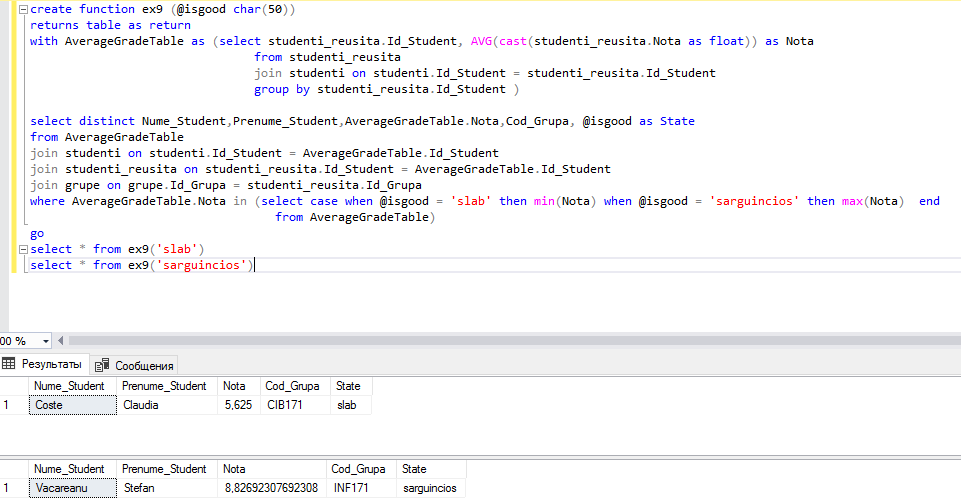 create function ex9 (@isgood char(50))
returns table as return
with AverageGradeTable as (select studenti_reusita.Id_Student, AVG(cast(studenti_reusita.Nota as float)) as Nota
from studenti_reusita
join studenti on studenti.Id_Student = studenti_reusita.Id_Student
group by studenti_reusita.Id_Student )
select distinct Nume_Student,Prenume_Student,AverageGradeTable.Nota,Cod_Grupa, @isgood as State
from AverageGradeTable
join studenti on studenti.Id_Student = AverageGradeTable.Id_Student
join studenti_reusita on studenti_reusita.Id_Student = AverageGradeTable.Id_Student
join grupe on grupe.Id_Grupa = studenti_reusita.Id_Grupa
where AverageGradeTable.Nota in (select case when @isgood = 'slab' then min(Nota) when @isgood = 'sarguincios' then max(Nota)  end
from AverageGradeTable)
go
select * from ex9('slab')
select * from ex9('sarguincios')
00 %
Результаты Сообщения
Nume_Student Prenume_Student Nota Cod_Grupa State
1 Coste Claudia 5,625 CIB171 slab
Nume_Student Prenume_Student Nota Cod_Grupa State
1 Vacareanu Stefan 8,82692307692308 INF171 sarguincios